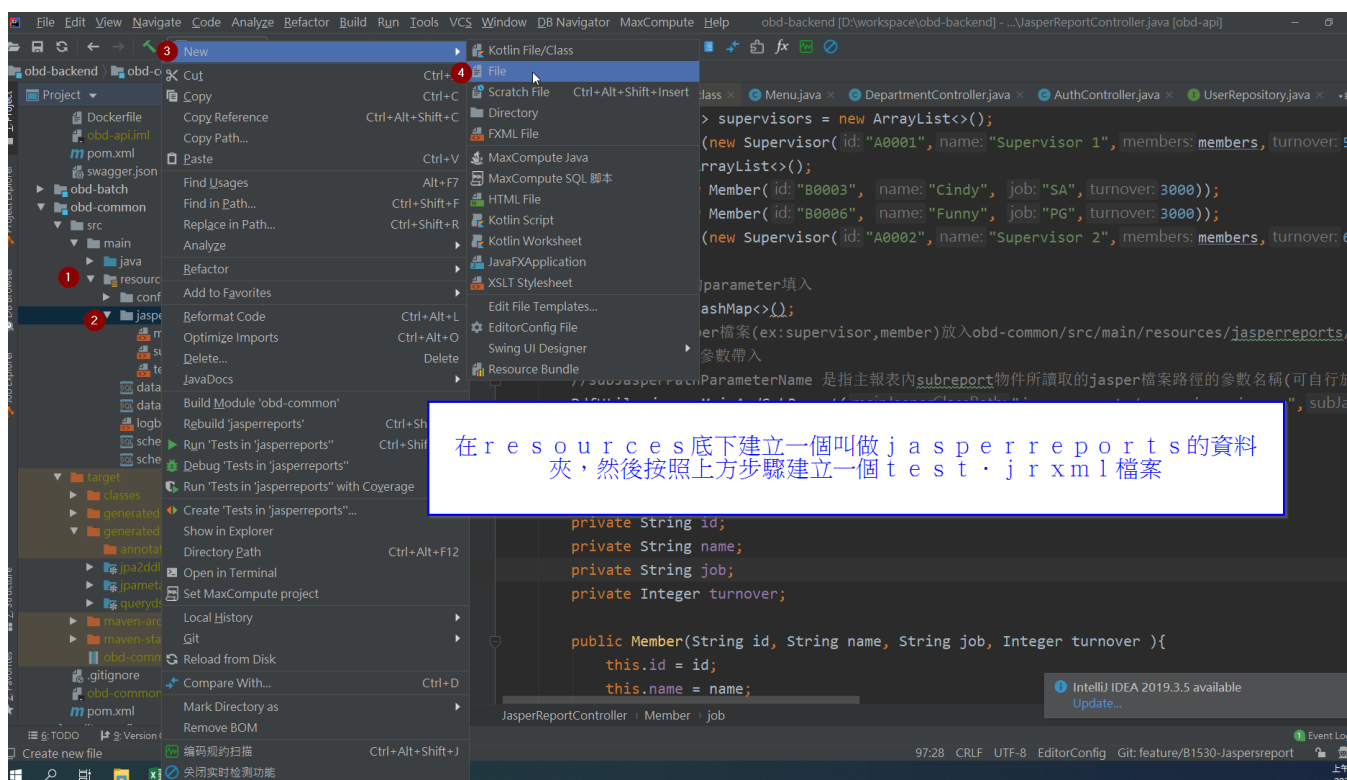 File Edit View Navigate Code Analyze Refactor Build Run Tools VCS Window DB Navigator MaxCompute Help obd-backend [D:\workspace\obd-backend] - ...\JasperReportController.java [obd-api]
obd-backend
Project
Dockerfile
obd-api.iml
pom.xml
swagger.json
obd-batch
obd-common
src
main
java
1
2
target
classes
.gitignore
pom.xml
3 New
Cut
Copy Ctrl+C
Copy Reference Ctrl+Alt+Shift+C
Copy Path...
Paste Ctrl+V
Find Usages Alt+F7
Find in Path... Ctrl+Shift+F
Replace in Path... Ctrl+Shift+R
Analyze
Refactor
Add to Favorites
Reformat Code Ctrl+Alt+L
Optimize Imports Ctrl+Alt+O
Delete... Delete
JavaDocs
Build Module 'obd-common'
Rebuild 'jasperreports'
Run 'Tests in 'jasperreports''
Debug 'Tests in 'jasperreports''
Run 'Tests in 'jasperreports'' with Coverage
Create 'Tests in 'jasperreports''...
Show in Explorer
Directory Path Ctrl+Alt+F12
Open in Terminal
Set MaxCompute project
Local History
Git
Reload from Disk
Compare With... Ctrl+D
Mark Directory as
Remove BOM
编码规约扫描 Ctrl+Alt+Shift+J
关闭实时检测功能
Kotlin File/Class
4 File
Scratch File Ctrl+Alt+Shift+Insert
Directory
FXML File
MaxCompute Java
MaxCompute SQL 脚本
HTML File
Kotlin Script
Kotlin Worksheet
JavaFXApplication
XSLT Stylesheet
Edit File Templates...
EditorConfig File
Swing UI Designer
Resource Bundle
Menu.java DepartmentController.java AuthController.java UserRepository.java
> supervisors = new ArrayList<>();
(new Supervisor( id: "A0001", name: "Supervisor 1", members: members, turnover:
rrayList<>();
Member( id: "B0003", name: "Cindy", job: "SA", turnover: 3000));
Member( id: "B0006", name: "Funny", job: "PG", turnover: 3000));
(new Supervisor( id: "A0002", name: "Supervisor 2", members: members, turnover:
parameter填入
ashMap<>();
er檔案(ex:supervisor,member)放入obd-common/src/main/resources/jasperreports/
參數帶入
//subJasperPathParameterName 是指主報表內subreport物件所讀取的jasper檔案路徑的參數名稱(可自行
在resources底下建立一個叫做jasperreports的資料
夾，然後按照上方步驟建立一個test．jrxml檔案
private String id;
private String name;
private String job;
private Integer turnover;
public Member(String id, String name, String job, Integer turnover ){
this.id = id;
this.name = name;
IntelliJ IDEA 2019.3.5 available
Update...
JasperReportController › Member › job
6: TODO 9: Version
1 Event Lo
Create new file
97:28 CRLF UTF-8 EditorConfig Git: feature/B1530-Jaspersreport